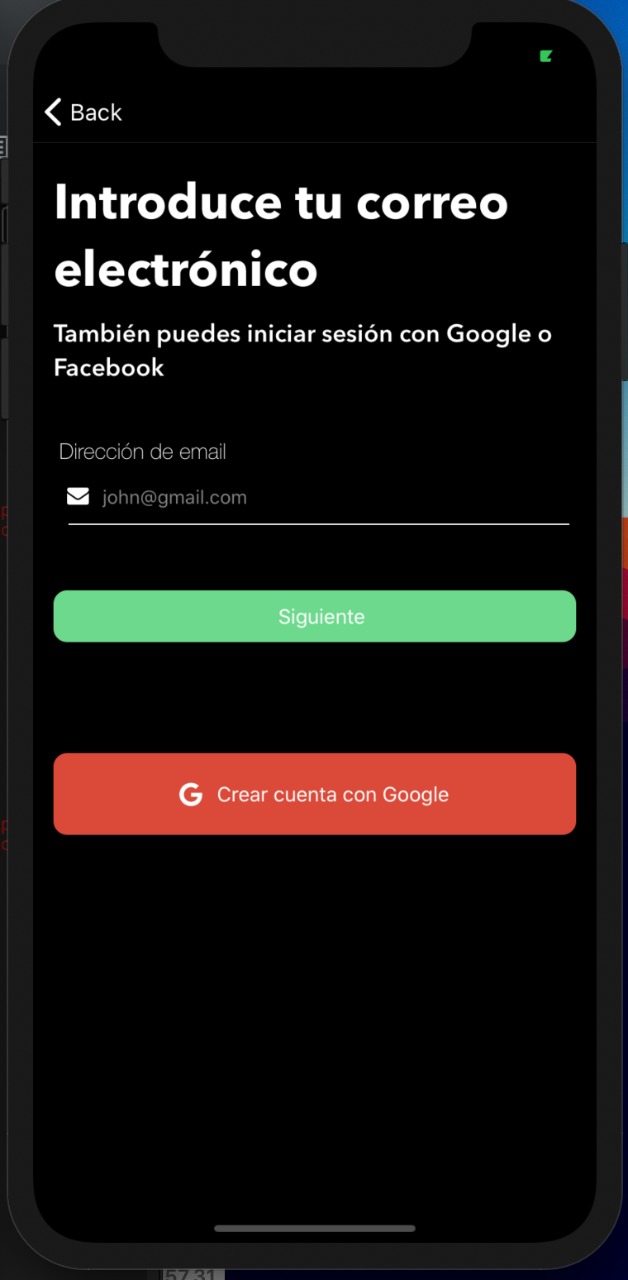 Back
Introduce tu correo
electrónico
También puedes iniciar sesión con Google o
Facebook
Dirección de email
john@gmail.com
Siguiente
G Crear cuenta con Google